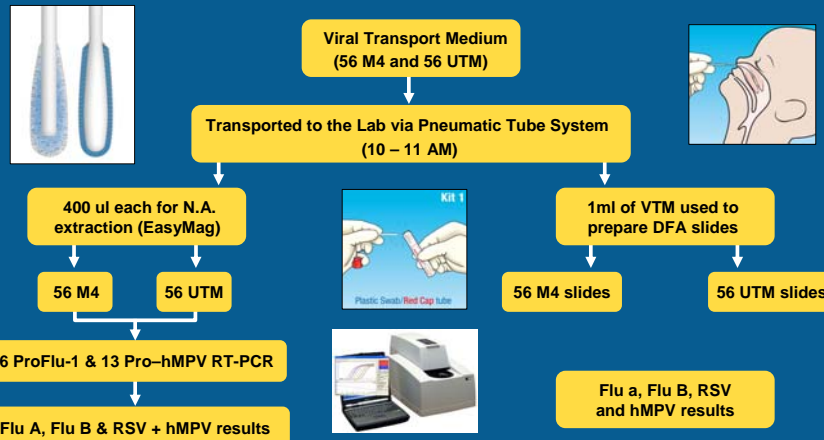 Viral Transport Medium
(56 M4 and 56 UTM)
Transported to the Lab via Pneumatic Tube System
(10 – 11 AM)
400 ul each for N.A.
extraction (EasyMag)
Kit 1
Plastic Swab/Red Cap tube
1ml of VTM used to
prepare DFA slides
56 M4
56 UTM
56 M4 slides
56 UTM slides
6 ProFlu-1 & 13 Pro–hMPV RT-PCR
Flu A, Flu B & RSV + hMPV results
Flu a, Flu B, RSV
and hMPV results